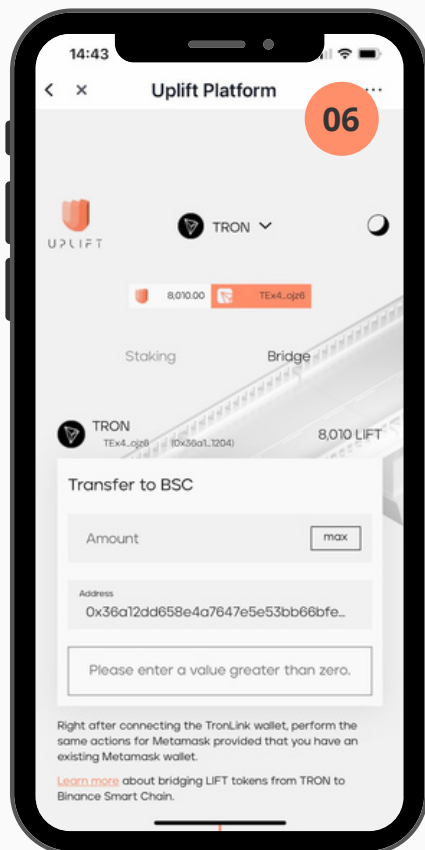 14:43
Uplift Platform
06
UPLIFT
TRON
8,010.00
TEx4...ojz6
Staking
Bridge
TRON
TEx4...ojz6
(0x36a1...1204)
8,010 LIFT
Transfer to BSC
Amount
max
Address
0x36a12dd658e4a7647e5e53bb66bfe...
Please enter a value greater than zero.
Right after connecting the TronLink wallet, perform the
same actions for Metamask provided that you have an
existing Metamask wallet.
Learn more about bridging LIFT tokens from TRON to
Binance Smart Chain.